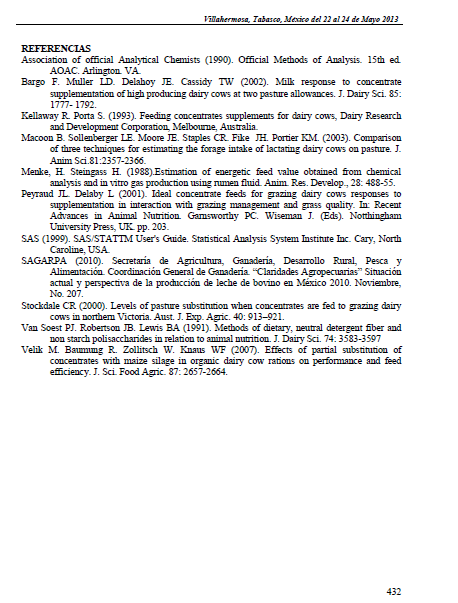 Villahermosa, Tabasco, México del 22 al 24 de Mayo 2013
REFERENCIAS
Association of official Analytical Chemists (1990). Official Methods of Analysis. 15th ed.
AOAC. Arlington. VA.
Bargo F. Muller LD. Delahoy JE. Cassidy TW (2002). Milk response to concentrate
supplementation of high producing dairy cows at two pasture allowances. J. Dairy Sci. 85:
1777- 1792.
Kellaway R. Porta S. (1993). Feeding concentrates supplements for dairy cows, Dairy Research
and Development Corporation, Melbourne, Australia.
Macoon B. Sollenberger LE. Moore JE. Staples CR. Fike JH. Portier KM. (2003). Comparison
of three techniques for estimating the forage intake of lactating dairy cows on pasture. J.
Anim Sci.81:2357-2366.
Menke, H. Steingass H. (1988).Estimation of energetic feed value obtained from chemical
analysis and in vitro gas production using rumen fluid. Anim. Res. Develop., 28: 488-55.
Peyraud JL. Delaby L (2001). Ideal concentrate feeds for grazing dairy cows responses to
supplementation in interaction with grazing management and grass quality. In: Recent
Advances in Animal Nutrition. Garnsworthy PC. Wiseman J. (Eds). Notthingham
University Press, UK. pp. 203.
SAS (1999). SAS/STATTM User's Guide. Statistical Analysis System Institute Inc. Cary, North
Caroline, USA.
SAGARPA (2010). Secretaría de Agricultura, Ganadería, Desarrollo Rural, Pesca y
Alimentación. Coordinación General de Ganadería. “Claridades Agropecuarias” Situación
actual y perspectiva de la producción de leche de bovino en México 2010. Noviembre,
No. 207.
Stockdale CR (2000). Levels of pasture substitution when concentrates are fed to grazing dairy
cows in northern Victoria. Aust. J. Exp. Agric. 40: 913–921.
Van Soest PJ. Robertson JB. Lewis BA (1991). Methods of dietary, neutral detergent fiber and
non starch polisaccharides in relation to animal nutrition. J. Dairy Sci. 74: 3583-3597
Velik M. Baumung R. Zollitsch W. Knaus WF (2007). Effects of partial substitution of
concentrates with maize silage in organic dairy cow rations on performance and feed
efficiency. J. Sci. Food Agric. 87: 2657-2664.
432